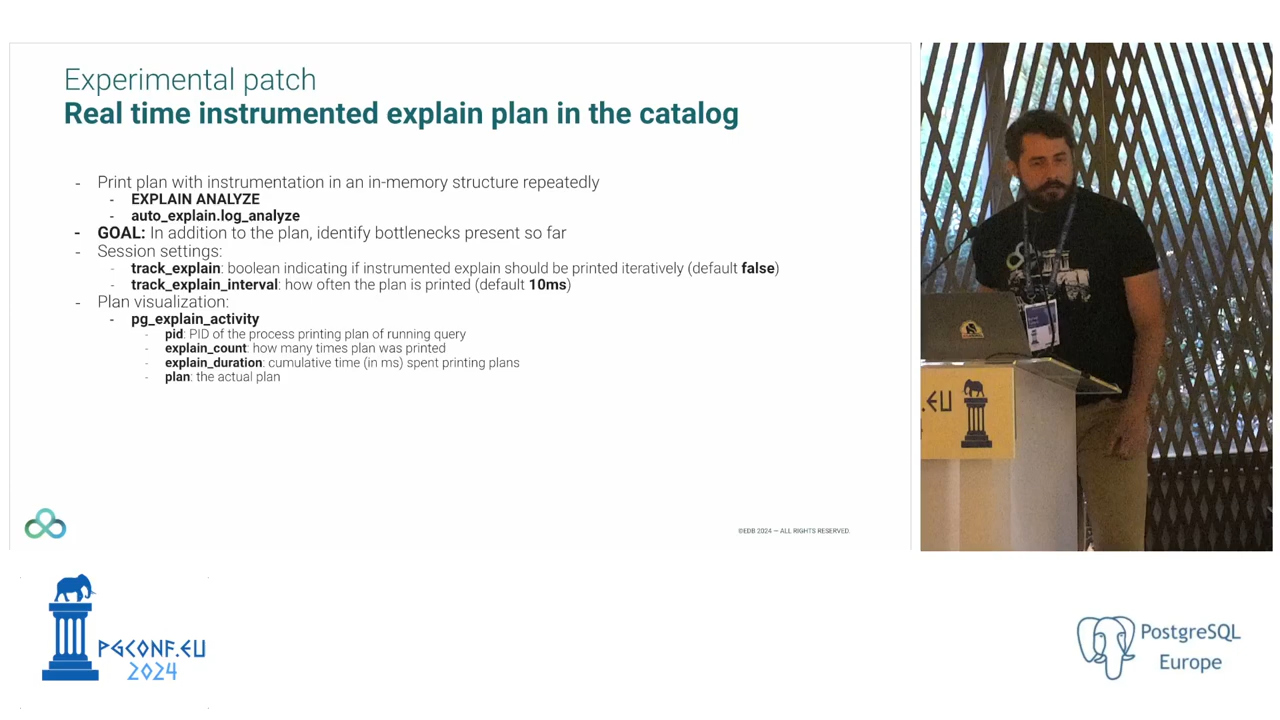 Experimental patch
Real time instrumented explain plan in the catalog
- Print plan with instrumentation in an in-memory structure repeatedly
- EXPLAIN ANALYZE
- auto_explain.log_analyze
- GOAL: In addition to the plan, identify bottlenecks present so far
- Session settings:
- track_explain: boolean indicating if instrumented explain should be printed iteratively (default false)
- track_explain_interval: how often the plan is printed (default 10ms)
- Plan visualization:
- pg_explain_activity
- pid: PID of the process printing plan of running query
- explain_count: how many times plan was printed
- explain_duration: cumulative time (in ms) spent printing plans
- plan: the actual plan
©EDB 2024 — ALL RIGHTS RESERVED.
.EU
PGCONF.EU
2024
PostgreSQL
Europe